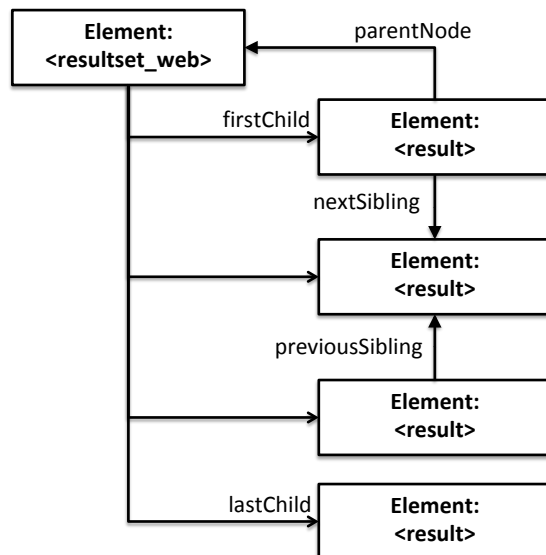 Element:
<resultset_web>
parentNode
firstChild
Element:
<result>
nextSibling
Element:
<result>
previousSibling
Element:
<result>
lastChild
Element:
<result>